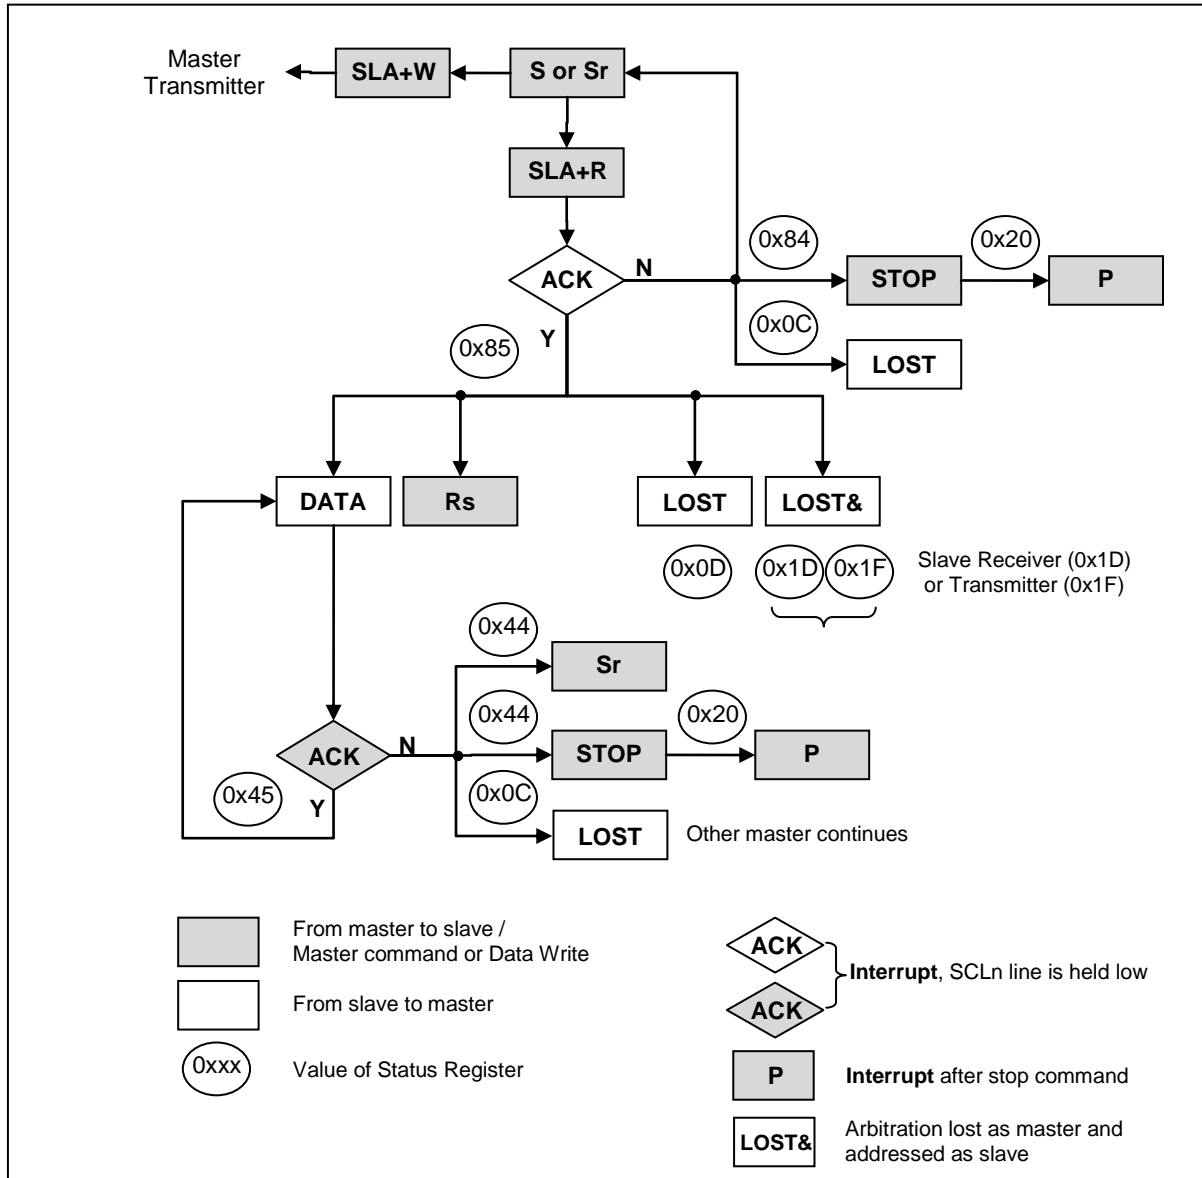 Master
Transmitter
SLA+W
S or Sr
SLA+R
ACK
N
Y
0x84
STOP
0x20
P
0x0C
LOST
0x85
DATA
Rs
LOST
LOST&
0x0D
0x1D
0x1F
Slave Receiver (0x1D)
or Transmitter (0x1F)
0x44
Sr
ACK
N
0x44
STOP
0x20
P
0x45
Y
0x0C
LOST
Other master continues
From master to slave /
Master command or Data Write
From slave to master
0xxx
Value of Status Register
ACK
ACK
Interrupt, SCLn line is held low
P
Interrupt after stop command
LOST&
Arbitration lost as master and
addressed as slave